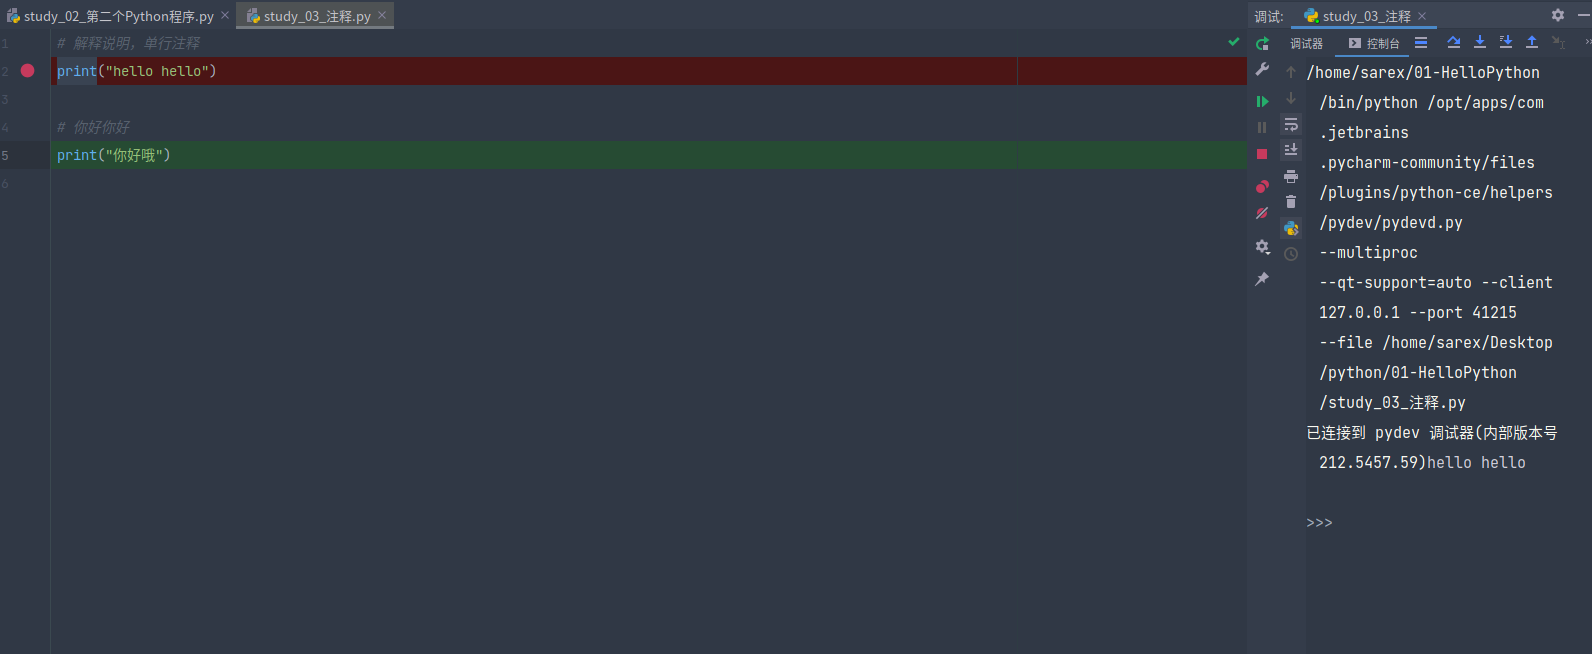 study_02_第二个Python程序.py
study_03_注释.py
调试:
study_03_注释
调试器
控制台
1
# 解释说明，单行注释
2
print("hello hello")
3
4
# 你好你好
5
print("你好哦")
6
/home/sarex/01-HelloPython
/bin/python /opt/apps/com
.jetbrains
.pycharm-community/files
/plugins/python-ce/helpers
/pydev/pydevd.py
--multiproc
--qt-support=auto --client
127.0.0.1 --port 41215
--file /home/sarex/Desktop
/python/01-HelloPython
/study_03_注释.py
已连接到 pydev 调试器(内部版本号
212.5457.59)hello hello
>>>